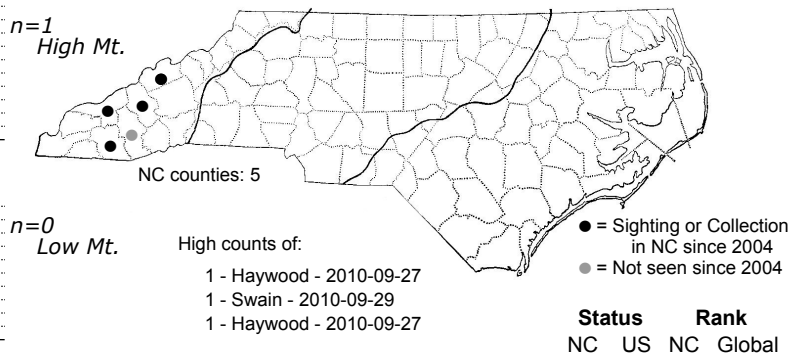 n=1
High Mt.
NC counties: 5
n=0
Low Mt.
High counts of:
1 - Haywood - 2010-09-27
1 - Swain - 2010-09-29
1 - Haywood - 2010-09-27
● = Sighting or Collection
in NC since 2004
● = Not seen since 2004
Status Rank
NC US NC Global